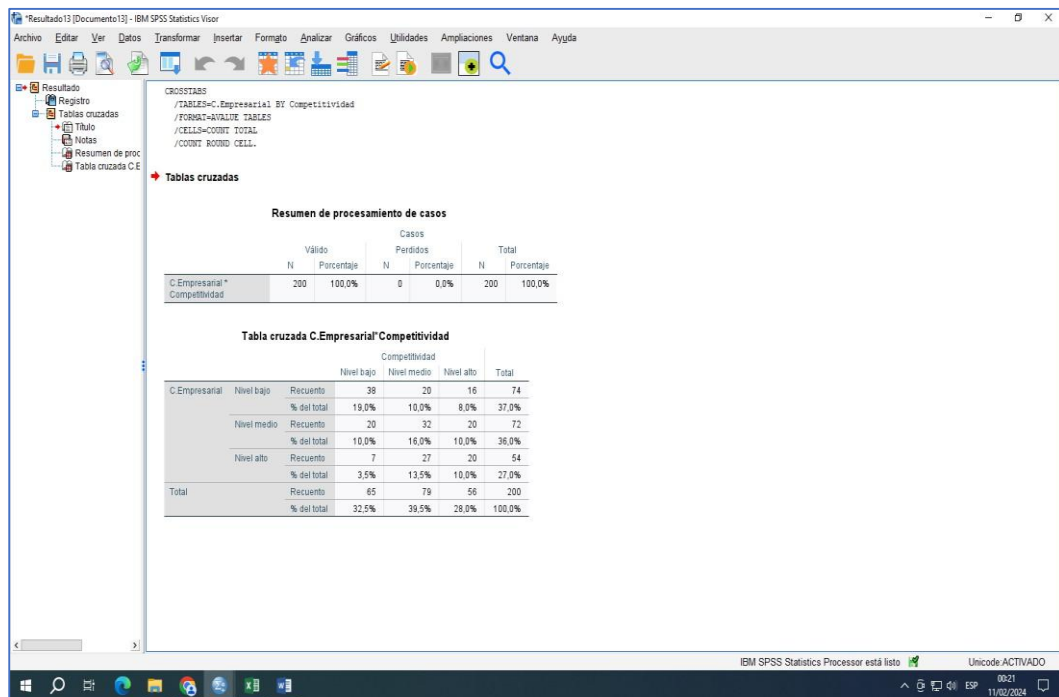 *Resultado13 [Documento13] - IBM SPSS Statistics Visor
Archivo Editar Ver Datos Transformar Insertar Formato Analizar Gráficos Utilidades Ampliaciones Ventana Ayuda
Resultado
Registro
Tablas cruzadas
Título
Notas
Resumen de proc
Tabla cruzada C.E
CROSSTABS
/TABLES=C.Empresarial BY Competitividad
/FORMAT=AVALUE TABLES
/CELLS=COUNT TOTAL
/COUNT ROUND CELL.
Tablas cruzadas
Resumen de procesamiento de casos
Casos
Válido Perdidos Total
N Porcentaje N Porcentaje N Porcentaje
C.Empresarial * Competitividad 200 100,0% 0 0,0% 200 100,0%
Tabla cruzada C.Empresarial*Competitividad
Competitividad
Nivel bajo Nivel medio Nivel alto Total
C.Empresarial Nivel bajo Recuento 38 20 16 74
% del total 19,0% 10,0% 8,0% 37,0%
Nivel medio Recuento 20 32 20 72
% del total 10,0% 16,0% 10,0% 36,0%
Nivel alto Recuento 7 27 20 54
% del total 3,5% 13,5% 10,0% 27,0%
Total Recuento 65 79 56 200
% del total 32,5% 39,5% 28,0% 100,0%
IBM SPSS Statistics Processor está listo Unicode:ACTIVADO
ESP 00:21
11/02/2024